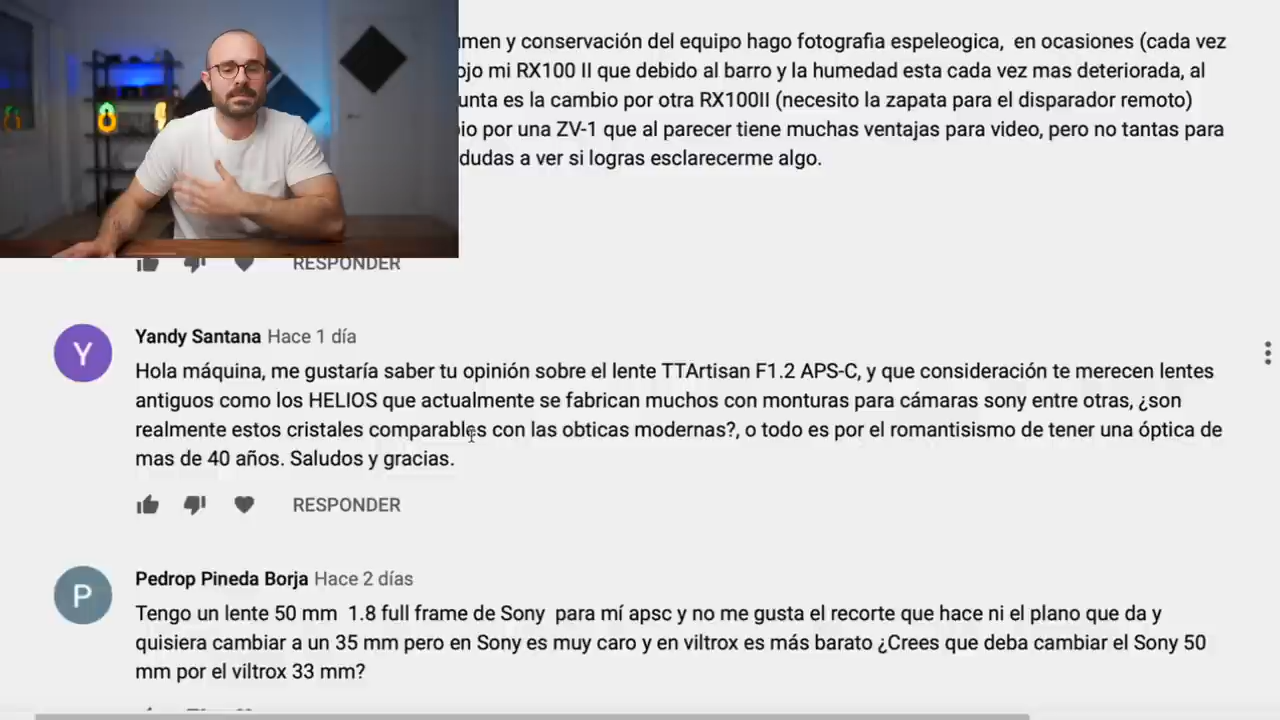 men y conservación del equipo hago fotografia espeleogica, en ocasiones (cada vez
ojo mi RX100 II que debido al barro y la humedad esta cada vez mas deteriorada, al
unta es la cambio por otra RX100II (necesito la zapata para el disparador remoto)
io por una ZV-1 que al parecer tiene muchas ventajas para video, pero no tantas para
dudas a ver si logras esclarecerme algo.
RESPONDER
Y
Yandy Santana Hace 1 día
Hola máquina, me gustaría saber tu opinión sobre el lente TTArtisan F1.2 APS-C, y que consideración te merecen lentes
antiguos como los HELIOS que actualmente se fabrican muchos con monturas para cámaras sony entre otras, ¿son
realmente estos cristales comparables con las obticas modernas?, o todo es por el romantisismo de tener una óptica de
mas de 40 años. Saludos y gracias.
RESPONDER
P
Pedrop Pineda Borja Hace 2 días
Tengo un lente 50 mm 1.8 full frame de Sony para mí apsc y no me gusta el recorte que hace ni el plano que da y
quisiera cambiar a un 35 mm pero en Sony es muy caro y en viltrox es más barato ¿Crees que deba cambiar el Sony 50
mm por el viltrox 33 mm?